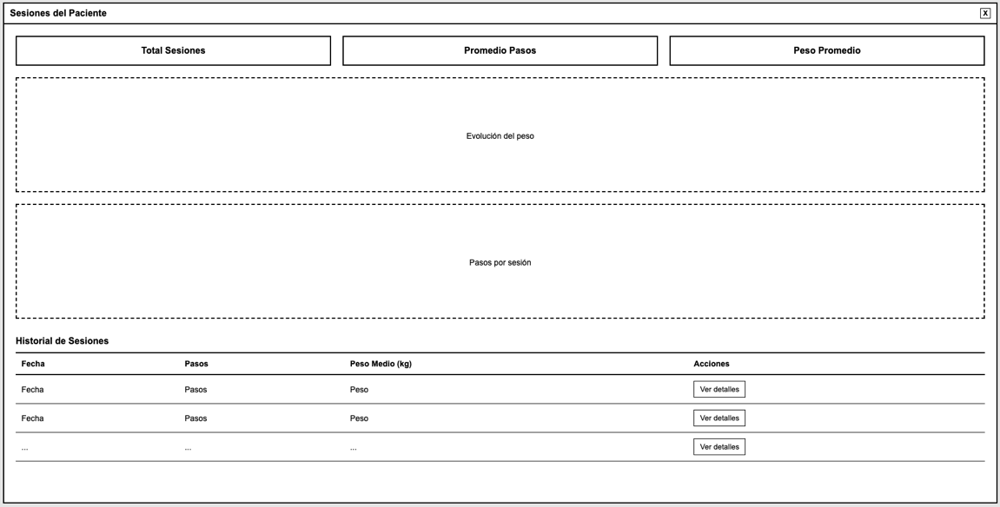 Sesiones del Paciente X
Total Sesiones Promedio Pasos Peso Promedio
Evolución del peso
Pasos por sesión
Historial de Sesiones
Fecha Pasos Peso Medio (kg) Acciones
Fecha Pasos Peso Ver detalles
Fecha Pasos Peso Ver detalles
... ... ... Ver detalles